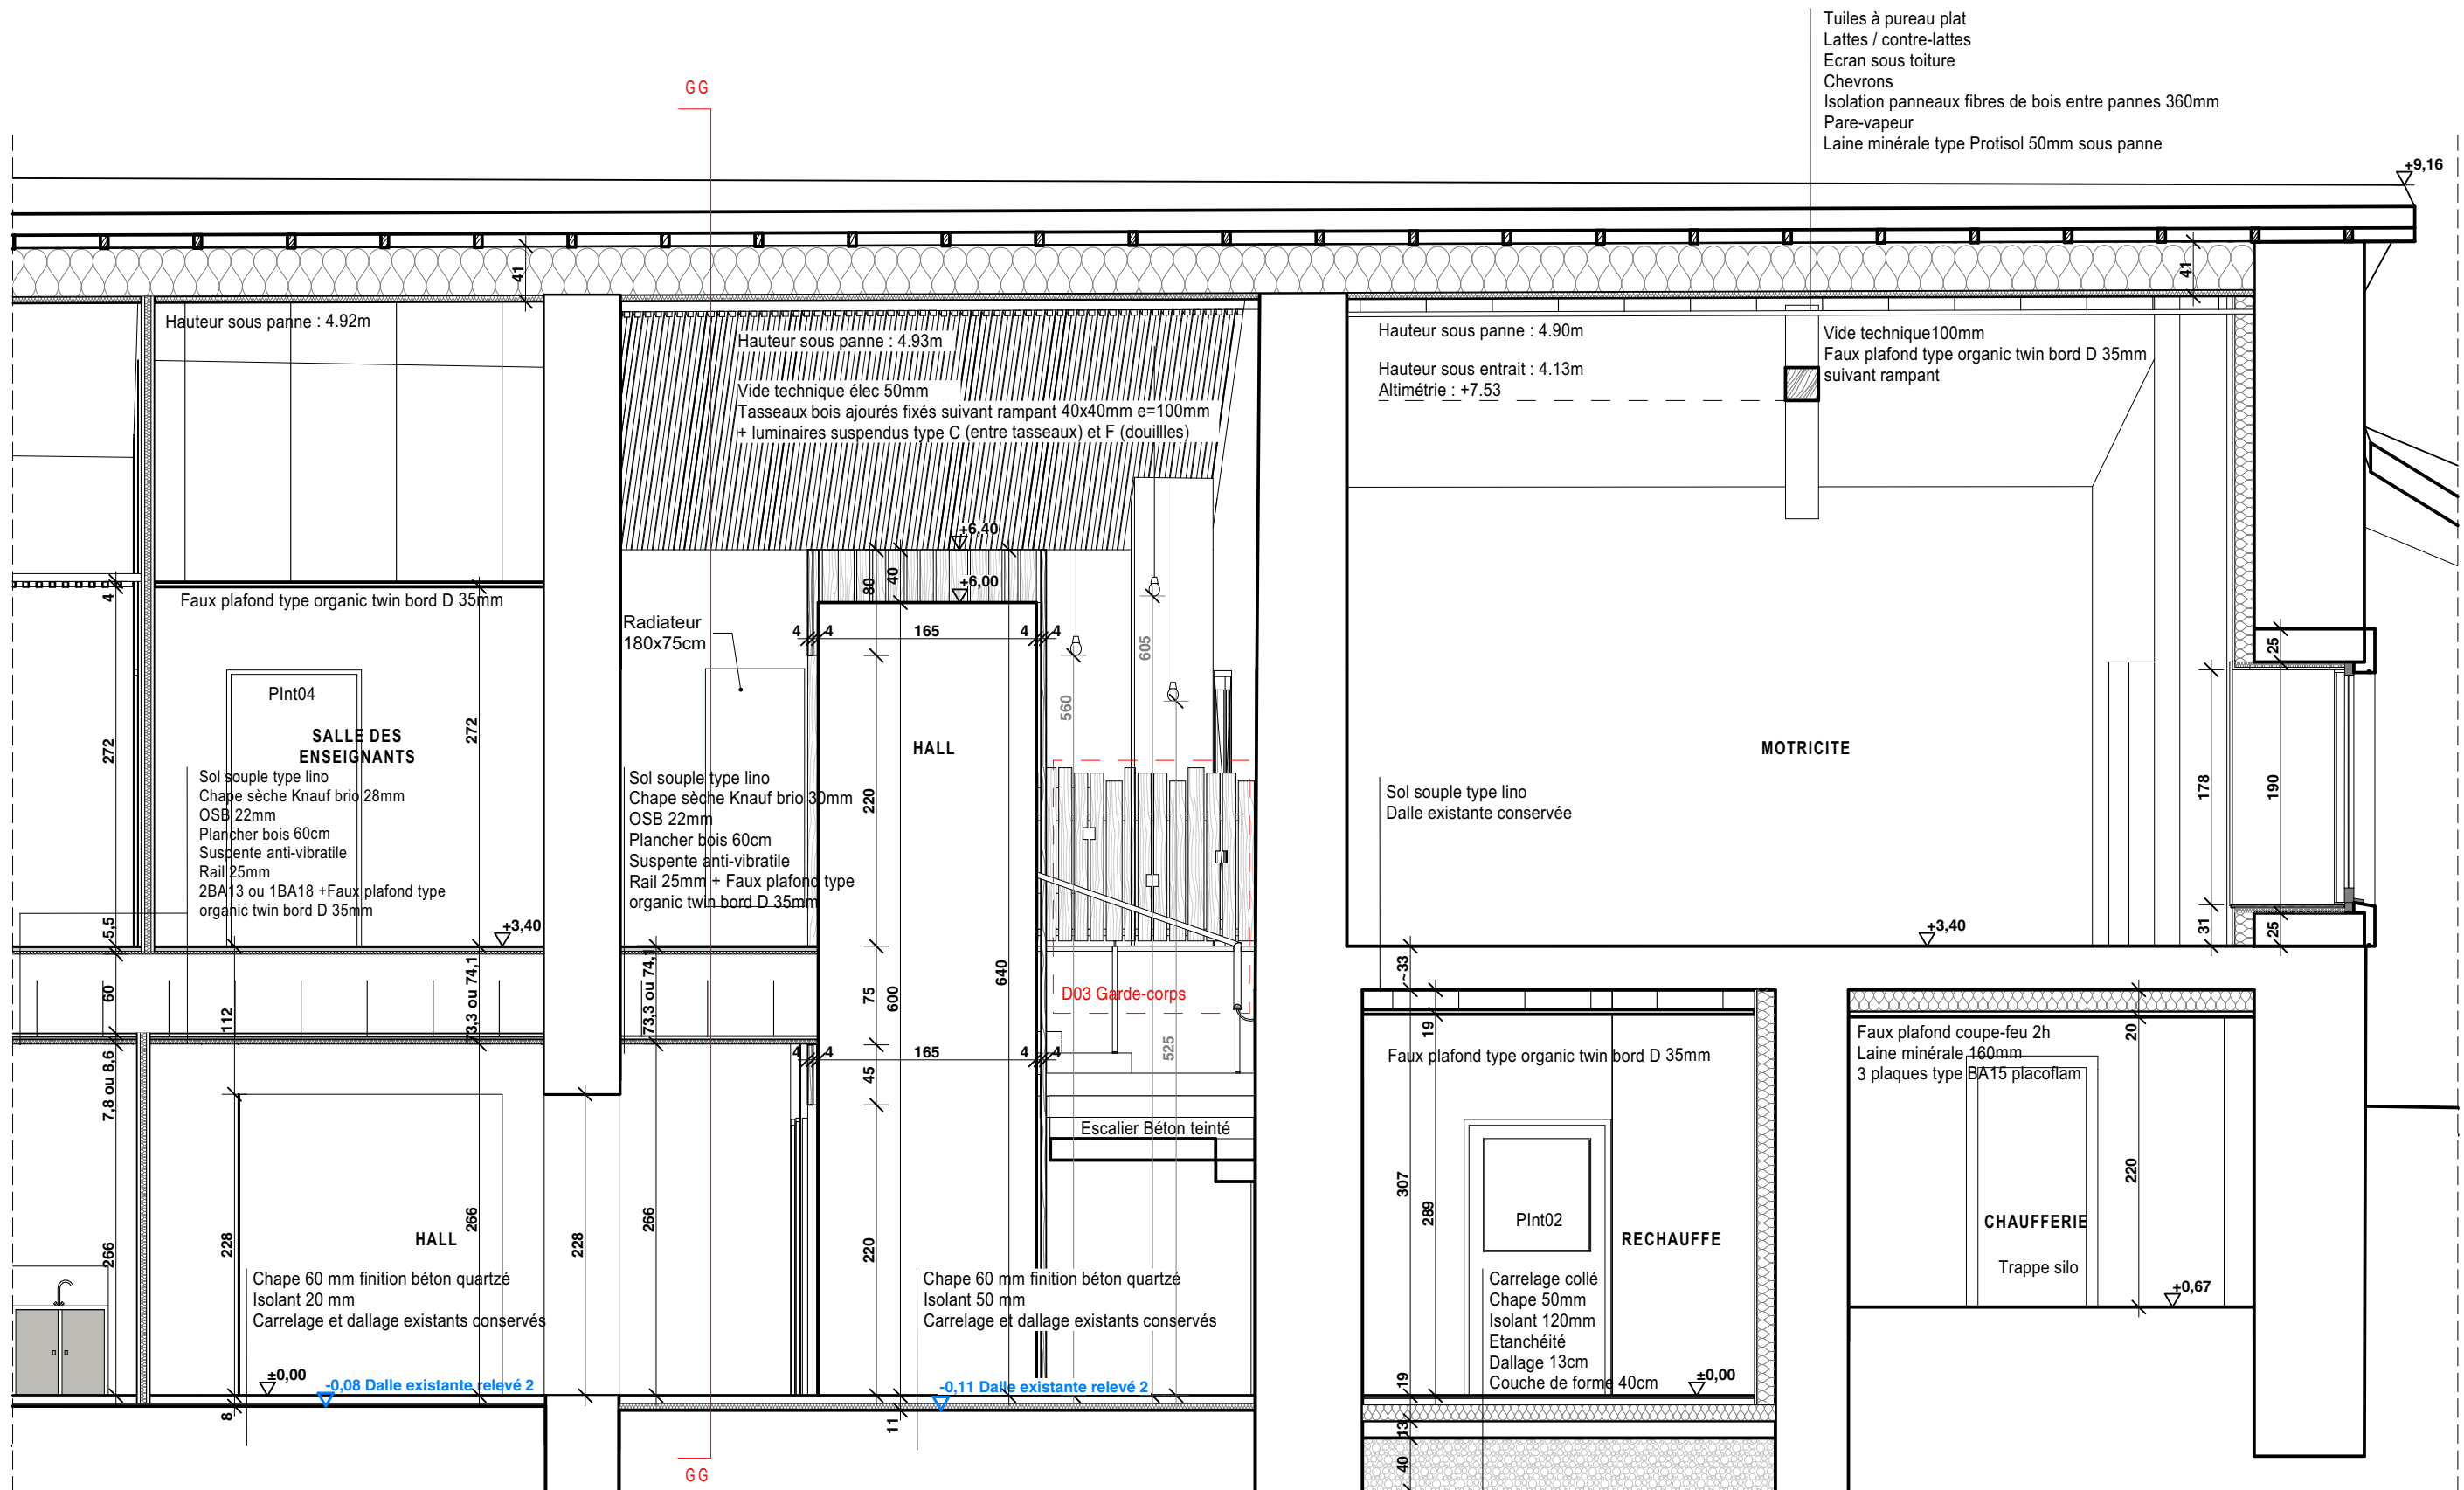 Tuiles à pureau plat
Lattes / contre-lattes
Ecran sous toiture
Chevrons
Isolation panneaux fibres de bois entre pannes 360mm
Pare-vapeur
Laine minérale type Protisol 50mm sous panne
GG
+9,16
41
41
Hauteur sous panne : 4.92m
Hauteur sous panne : 4.93m
Vide technique élec 50mm
Tasseaux bois ajourés fixés suivant rampant 40x40mm e=100mm
+ luminaires suspendus type C (entre tasseaux) et F (douillles)
Hauteur sous panne : 4.90m
Hauteur sous entrait : 4.13m
Altimétrie : +7.53
Vide technique100mm
Faux plafond type organic twin bord D 35mm
suivant rampant
+6,40
+6,00
80
40
4
Faux plafond type organic twin bord D 35mm
Radiateur
180x75cm
4
4
165
4
4
605
560
25
PInt04
SALLE DES
ENSEIGNANTS
272
272
HALL
MOTRICITE
178
190
Sol souple type lino
Chape sèche Knauf brio 28mm
OSB 22mm
Plancher bois 60cm
Suspente anti-vibratile
Rail 25mm
2BA13 ou 1BA18 +Faux plafond type
organic twin bord D 35mm
Sol souple type lino
Chape sèche Knauf brio 30mm
OSB 22mm
Plancher bois 60cm
Suspente anti-vibratile
Rail 25mm + Faux plafond type
organic twin bord D 35mm
220
Sol souple type lino
Dalle existante conservée
5,5
+3,40
+3,40
31
25
60
112
73,3 ou 74,1
73,3 ou 74,1
75
600
640
D03 Garde-corps
~33
19
20
525
7,8 ou 8,6
4
4
165
4
4
45
Faux plafond type organic twin bord D 35mm
Faux plafond coupe-feu 2h
Laine minérale 160mm
3 plaques type BA15 placoflam
Escalier Béton teinté
266
228
HALL
266
228
266
220
307
289
PInt02
RECHAUFFE
220
CHAUFFERIE
Trappe silo
+0,67
Chape 60 mm finition béton quartzé
Isolant 20 mm
Carrelage et dallage existants conservés
Chape 60 mm finition béton quartzé
Isolant 50 mm
Carrelage et dallage existants conservés
Carrelage collé
Chape 50mm
Isolant 120mm
Etanchéité
Dallage 13cm
Couche de forme 40cm
±0,00
-0,08 Dalle existante relevé 2
-0,11 Dalle existante relevé 2
±0,00
8
11
19
13
40
GG